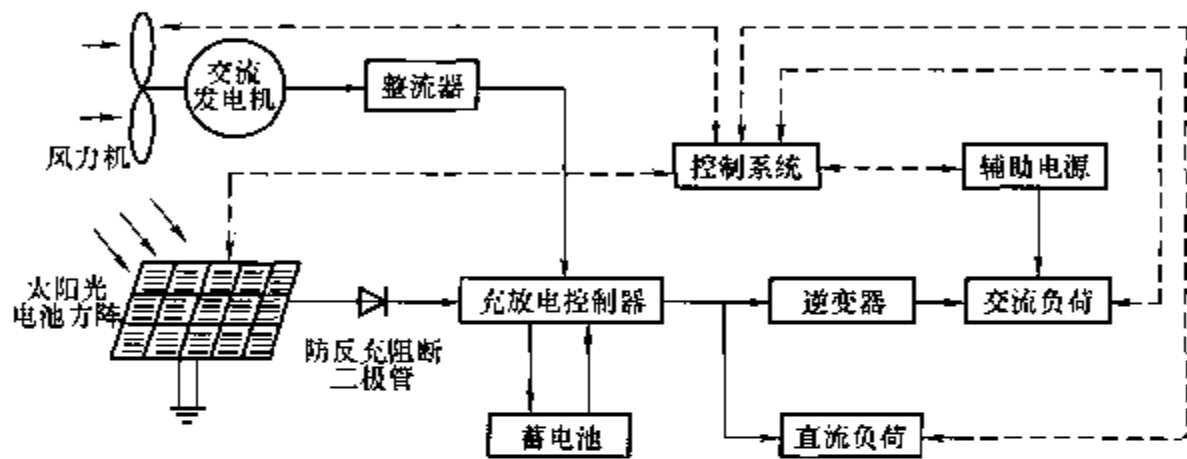 交流
发电机
整流器
风力机
控制系统
辅助电源
太阳光
电池方阵
充放电控制器
逆变器
交流负荷
防反充阻断
二极管
蓄电池
直流负荷